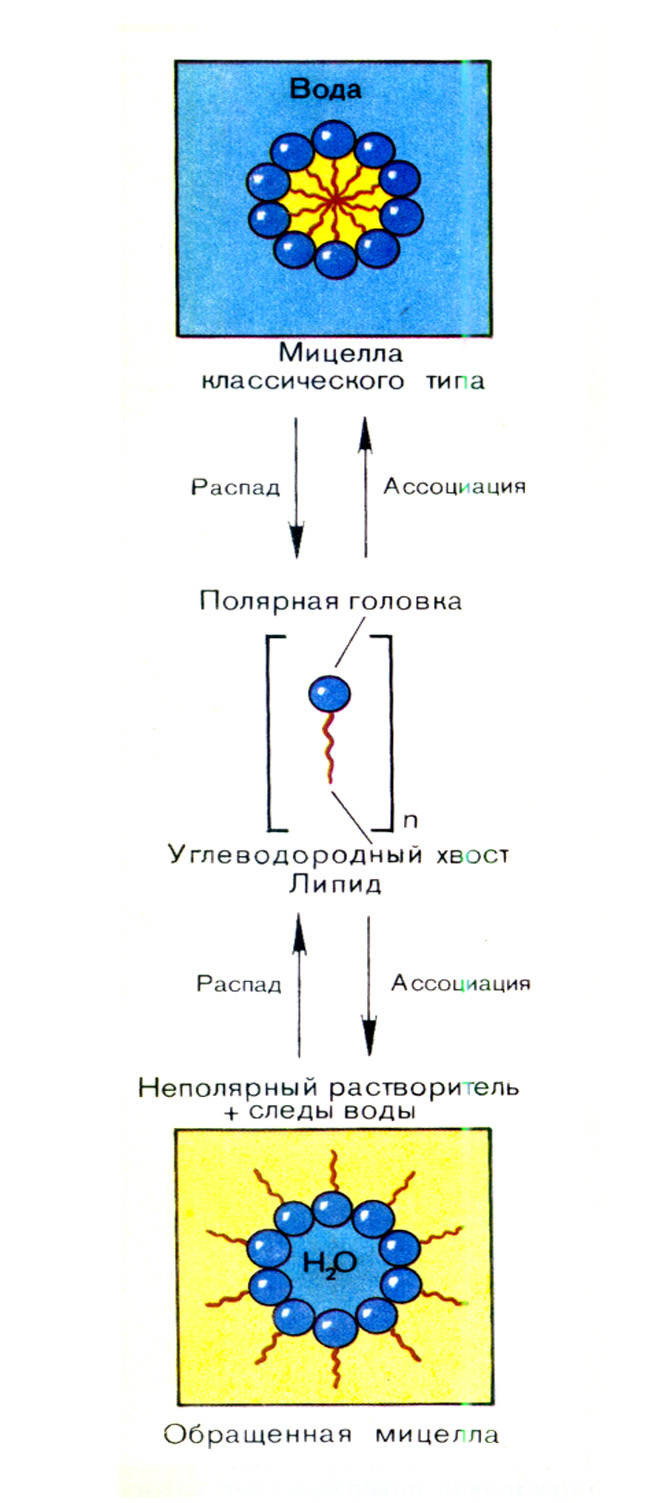 Вода
Мицелла
классического типа
Распад
Ассоциация
Полярная головка
n
Углеводородный хвост
Липид
Распад
Ассоциация
Неполярный растворитель
+ следы воды
H₂O
Обращенная мицелла